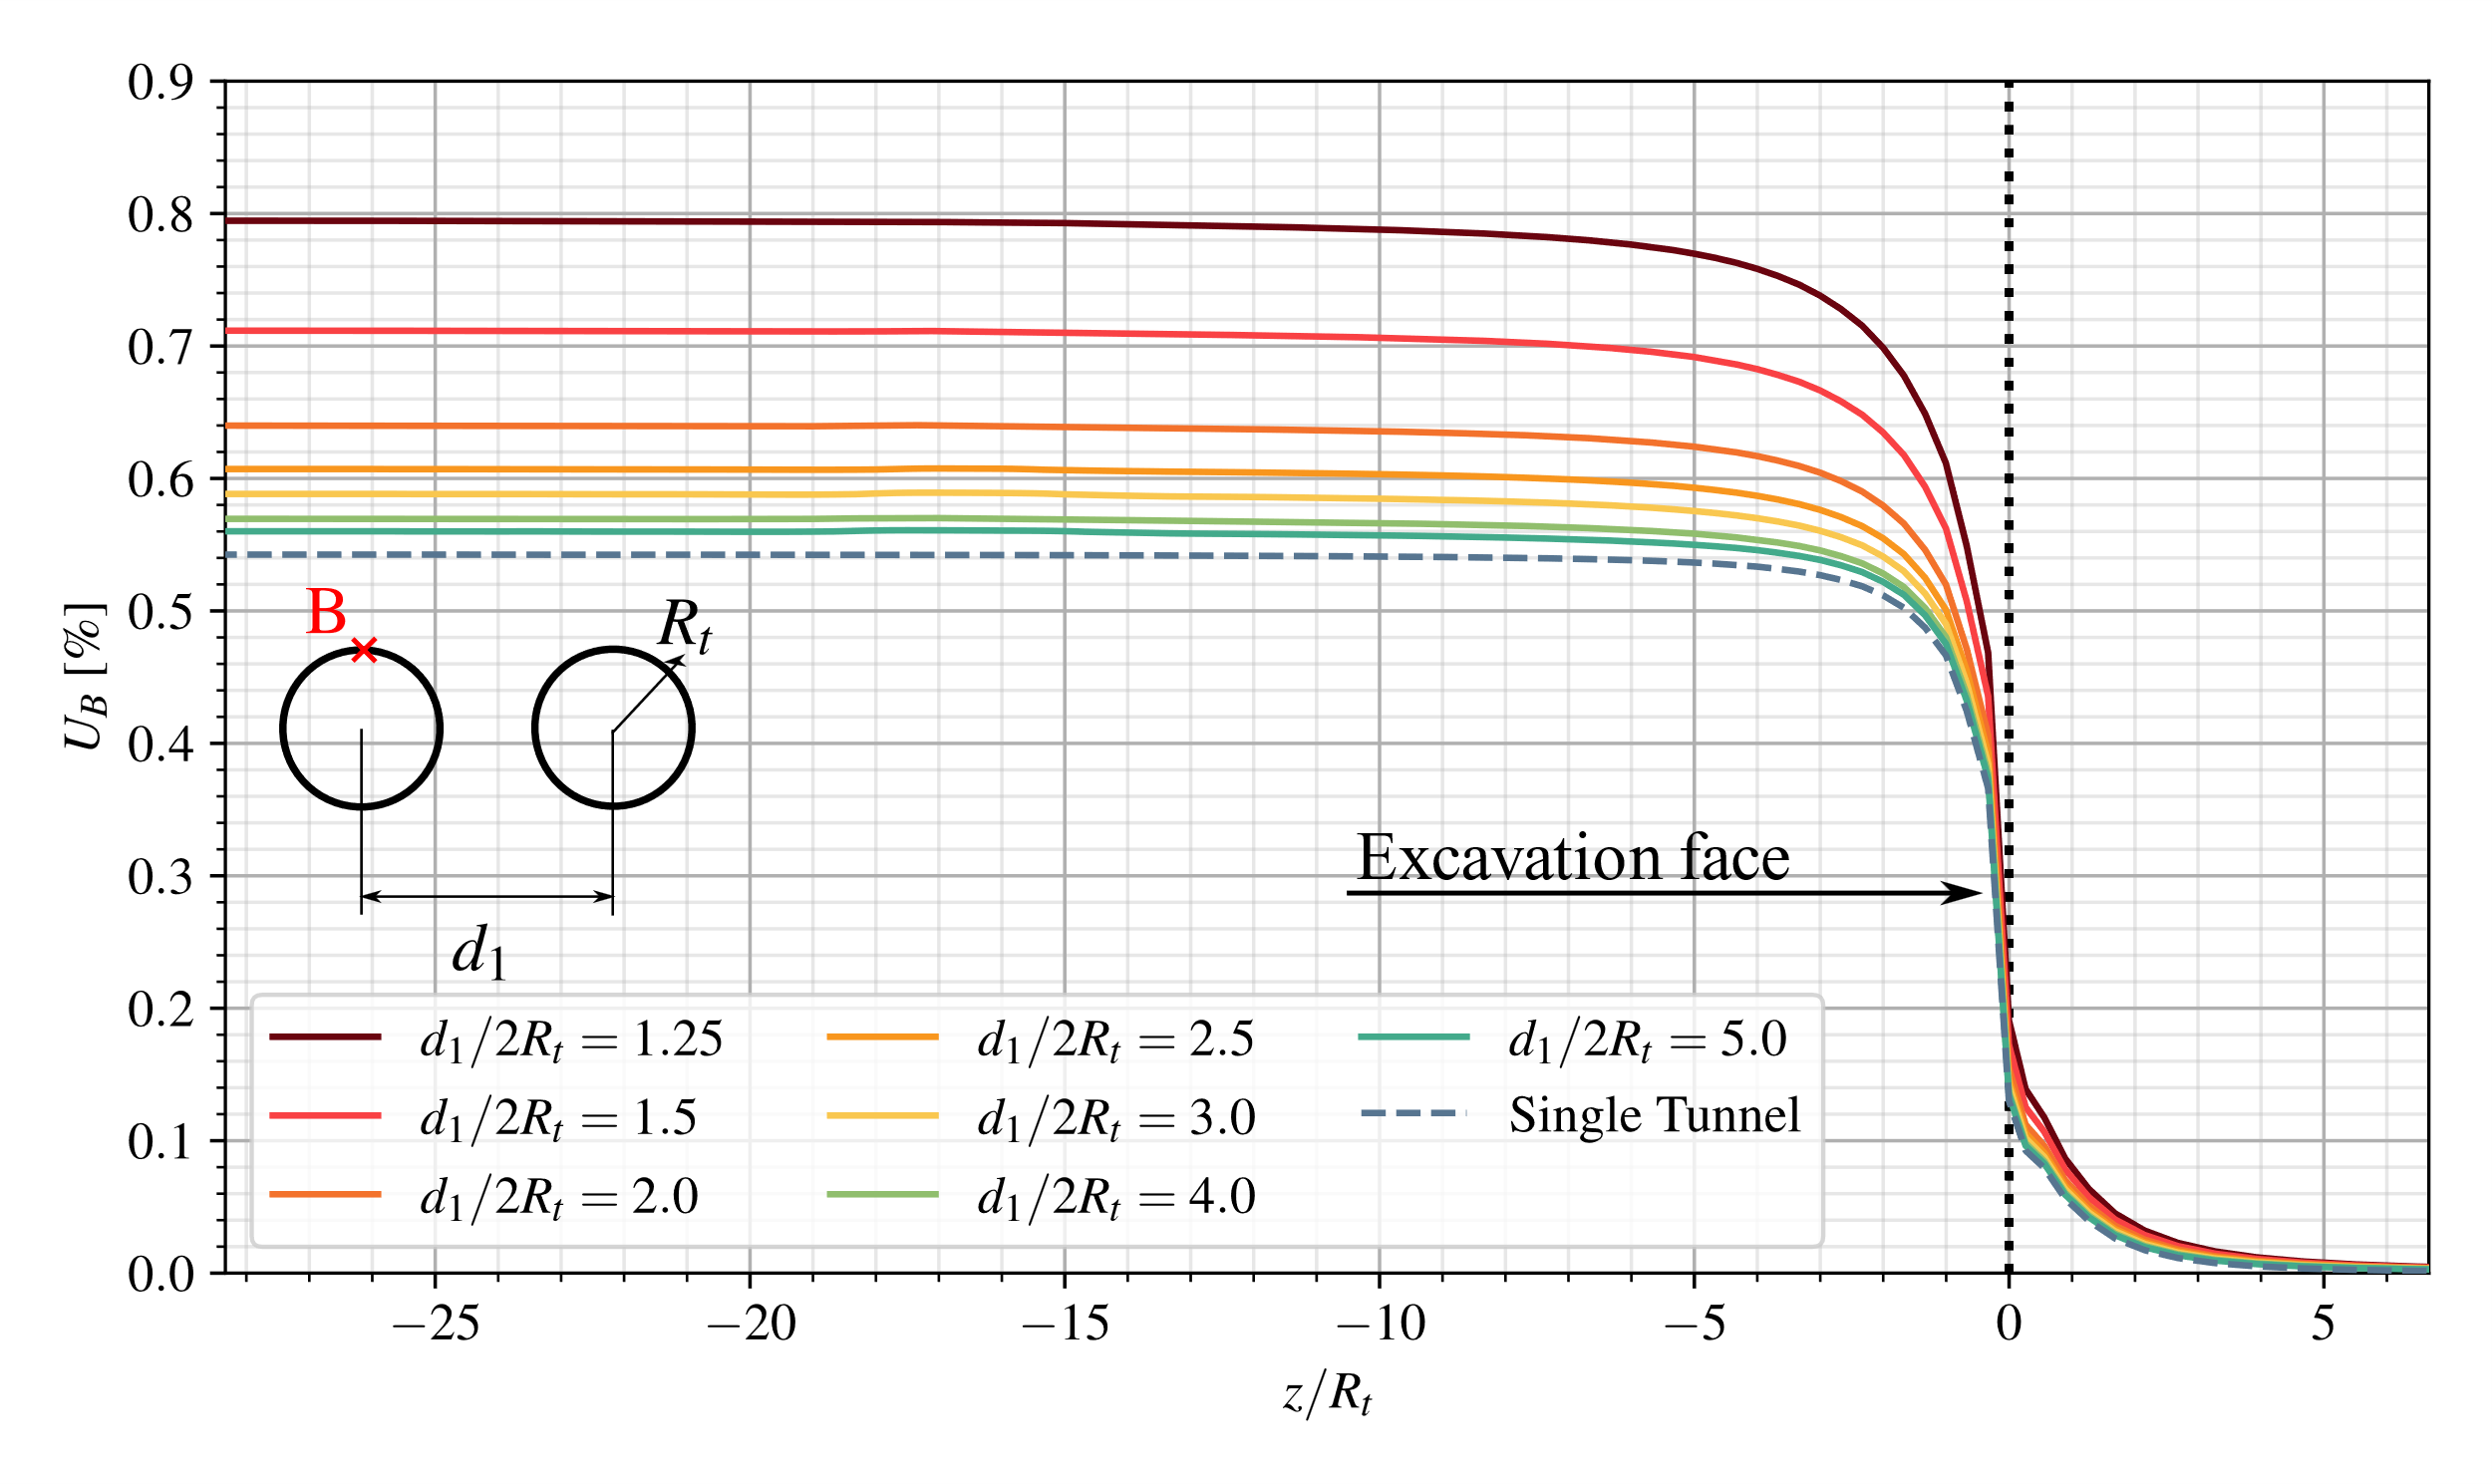 0.9
0.8
0.7
0.6
0.5
0.4
0.3
0.2
0.1
0.0
U_B [%]
B
R_t
d_1
Excavation face
d_1/2R_t = 1.25
d_1/2R_t = 1.5
d_1/2R_t = 2.0
d_1/2R_t = 2.5
d_1/2R_t = 3.0
d_1/2R_t = 4.0
d_1/2R_t = 5.0
Single Tunnel
−25 −20 −15 −10 −5 0 5
z/R_t